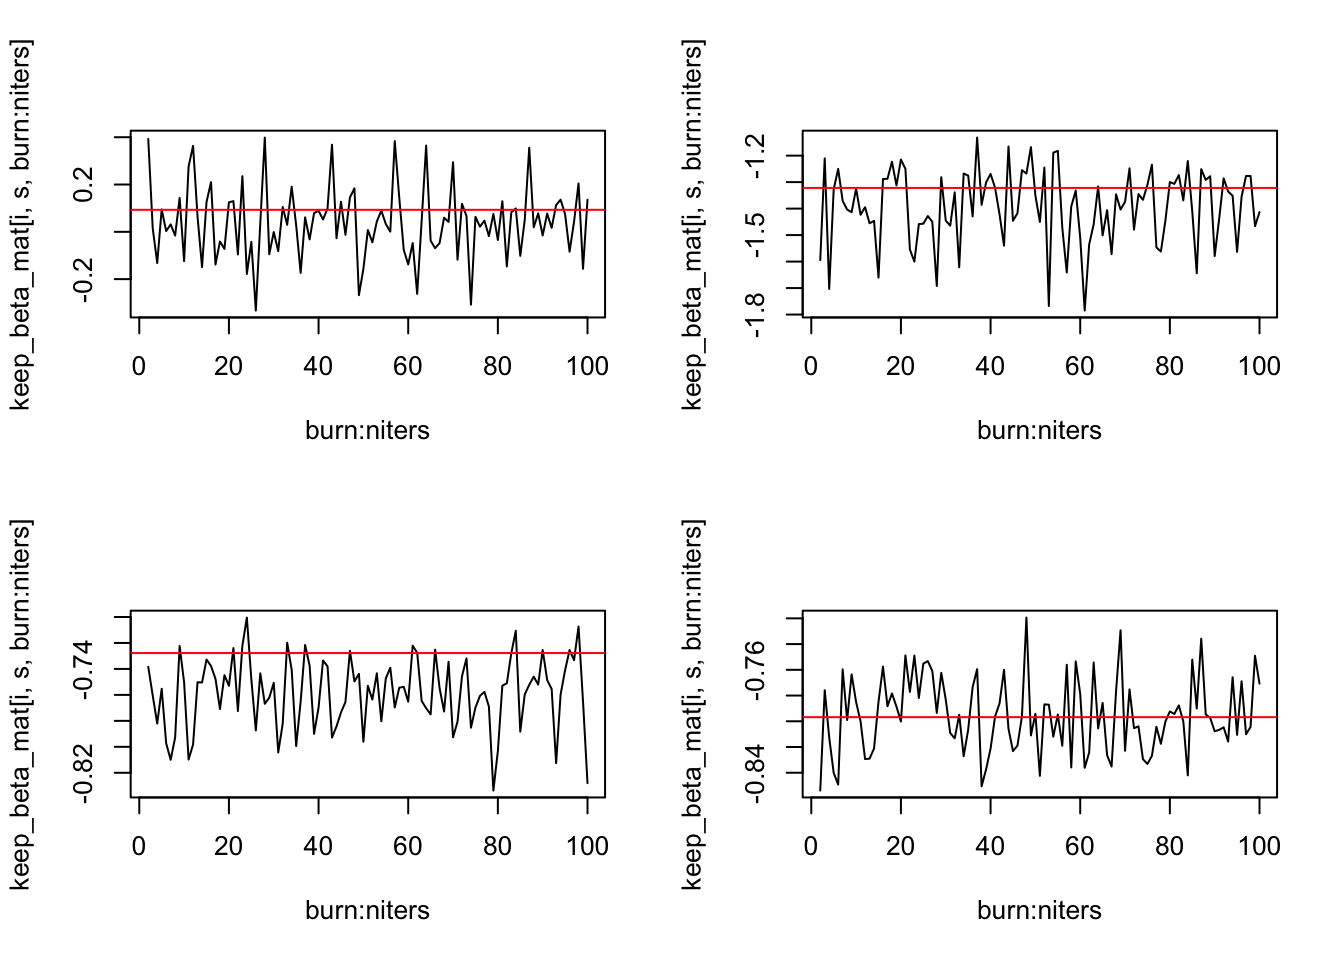 keep_beta_mat[i, s, burn:niters]
0.2
-0.2
0 20 40 60 80 100
burn:niters
keep_beta_mat[i, s, burn:niters]
-1.2
-1.5
-1.8
0 20 40 60 80 100
burn:niters
keep_beta_mat[i, s, burn:niters]
-0.74
-0.82
0 20 40 60 80 100
burn:niters
keep_beta_mat[i, s, burn:niters]
-0.76
-0.84
0 20 40 60 80 100
burn:niters